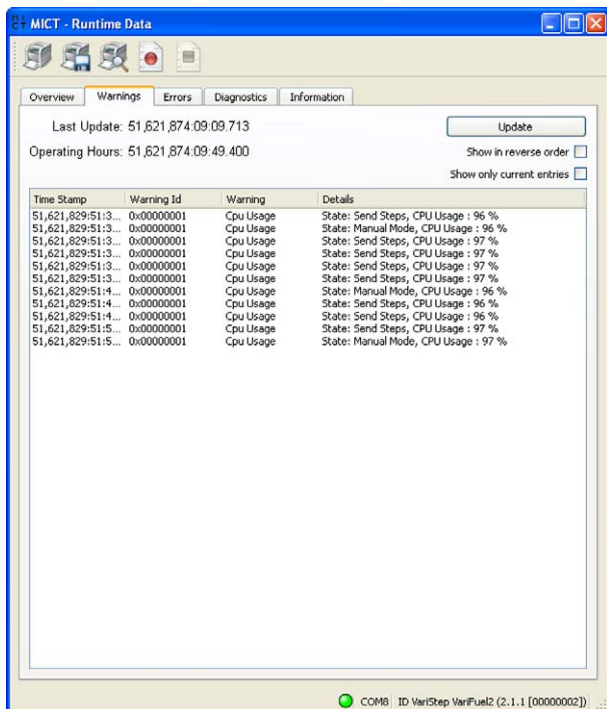 MICT - Runtime Data
Overview Warnings Errors Diagnostics Information
Last Update: 51,621,874:09:09.713
Update
Operating Hours: 51,621,874:09:49.400
Show in reverse order
Show only current entries
Time Stamp Warning Id Warning Details
51,621,829:51:3... 0x00000001 Cpu Usage State: Send Steps, CPU Usage : 96 %
51,621,829:51:3... 0x00000001 Cpu Usage State: Manual Mode, CPU Usage : 96 %
51,621,829:51:3... 0x00000001 Cpu Usage State: Send Steps, CPU Usage : 97 %
51,621,829:51:3... 0x00000001 Cpu Usage State: Send Steps, CPU Usage : 97 %
51,621,829:51:3... 0x00000001 Cpu Usage State: Send Steps, CPU Usage : 97 %
51,621,829:51:3... 0x00000001 Cpu Usage State: Send Steps, CPU Usage : 97 %
51,621,829:51:4... 0x00000001 Cpu Usage State: Manual Mode, CPU Usage : 96 %
51,621,829:51:4... 0x00000001 Cpu Usage State: Send Steps, CPU Usage : 96 %
51,621,829:51:4... 0x00000001 Cpu Usage State: Send Steps, CPU Usage : 96 %
51,621,829:51:5... 0x00000001 Cpu Usage State: Send Steps, CPU Usage : 97 %
51,621,829:51:5... 0x00000001 Cpu Usage State: Manual Mode, CPU Usage : 97 %
COM8 ID VariStep VariFuel2 (2.1.1 [00000002])